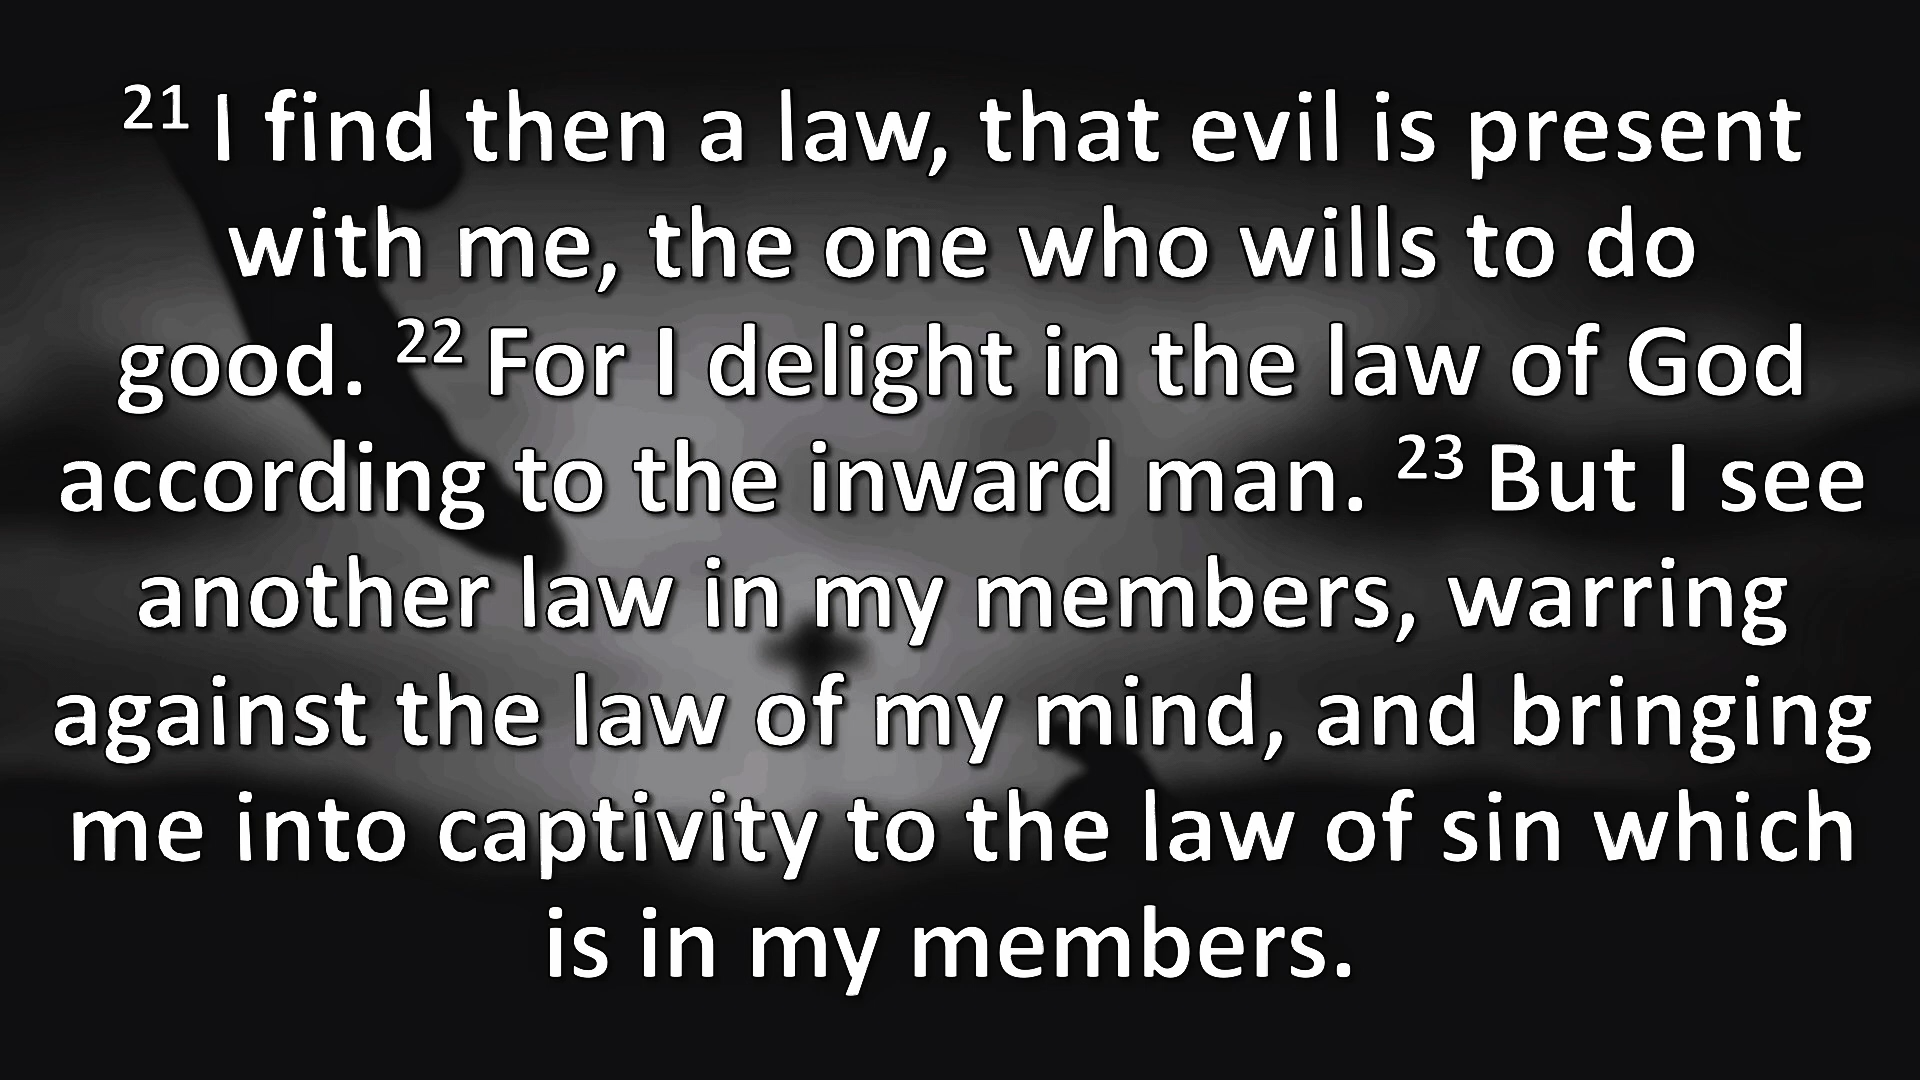 21 I find then a law, that evil is present
with me, the one who wills to do
good. 22 For I delight in the law of God
according to the inward man. 23 But I see
another law in my members, warring
against the law of my mind, and bringing
me into captivity to the law of sin which
is in my members.